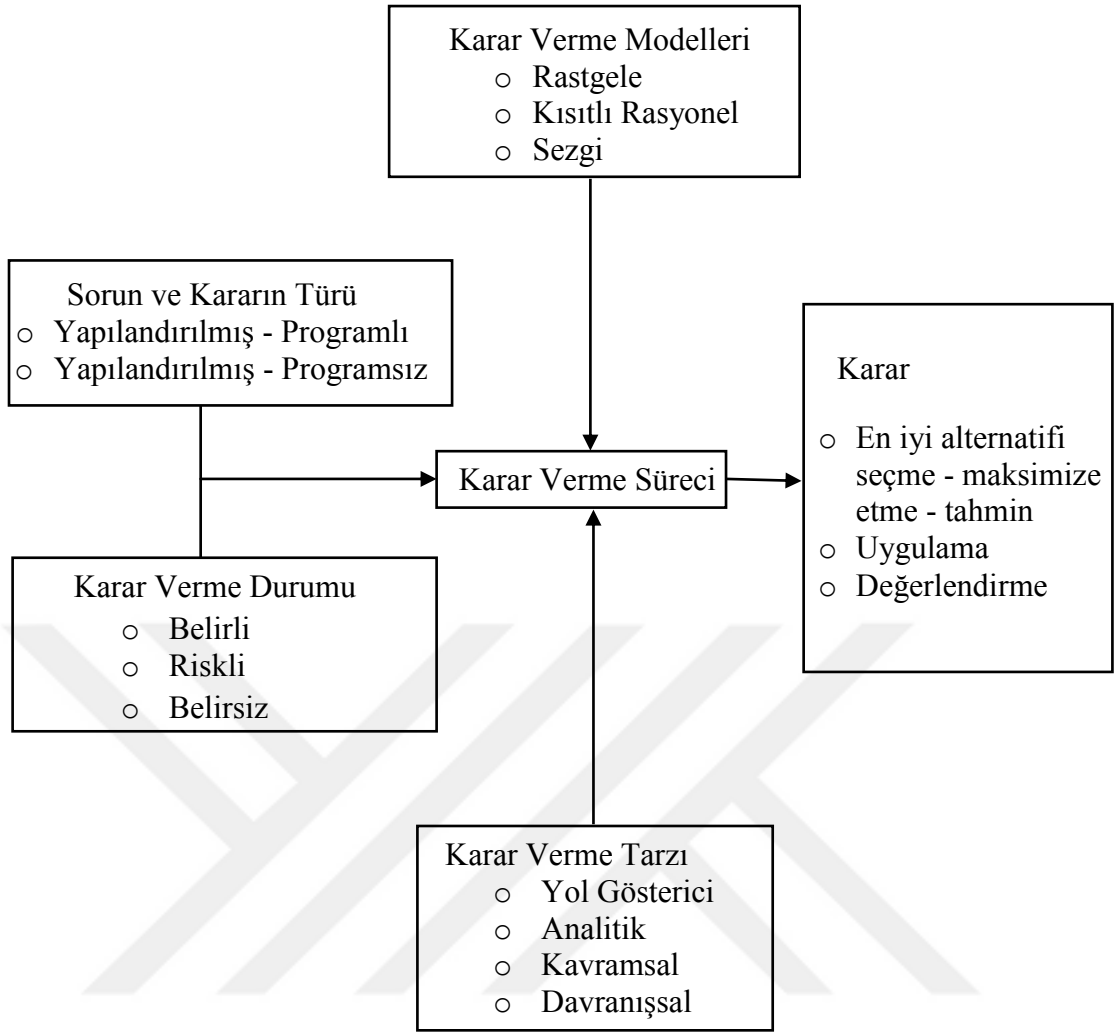 Karar Verme Modelleri
o Rastgele
o Kısıtlı Rasyonel
o Sezgi
Sorun ve Kararın Türü
o Yapılandırılmış - Programlı
o Yapılandırılmış - Programsız
Karar Verme Durumu
o Belirli
o Riskli
o Belirsiz
Karar Verme Süreci
Karar Verme Tarzı
o Yol Gösterici
o Analitik
o Kavramsal
o Davranışsal
Karar
o En iyi alternatifi
seçme - maksimize
etme - tahmin
o Uygulama
o Değerlendirme